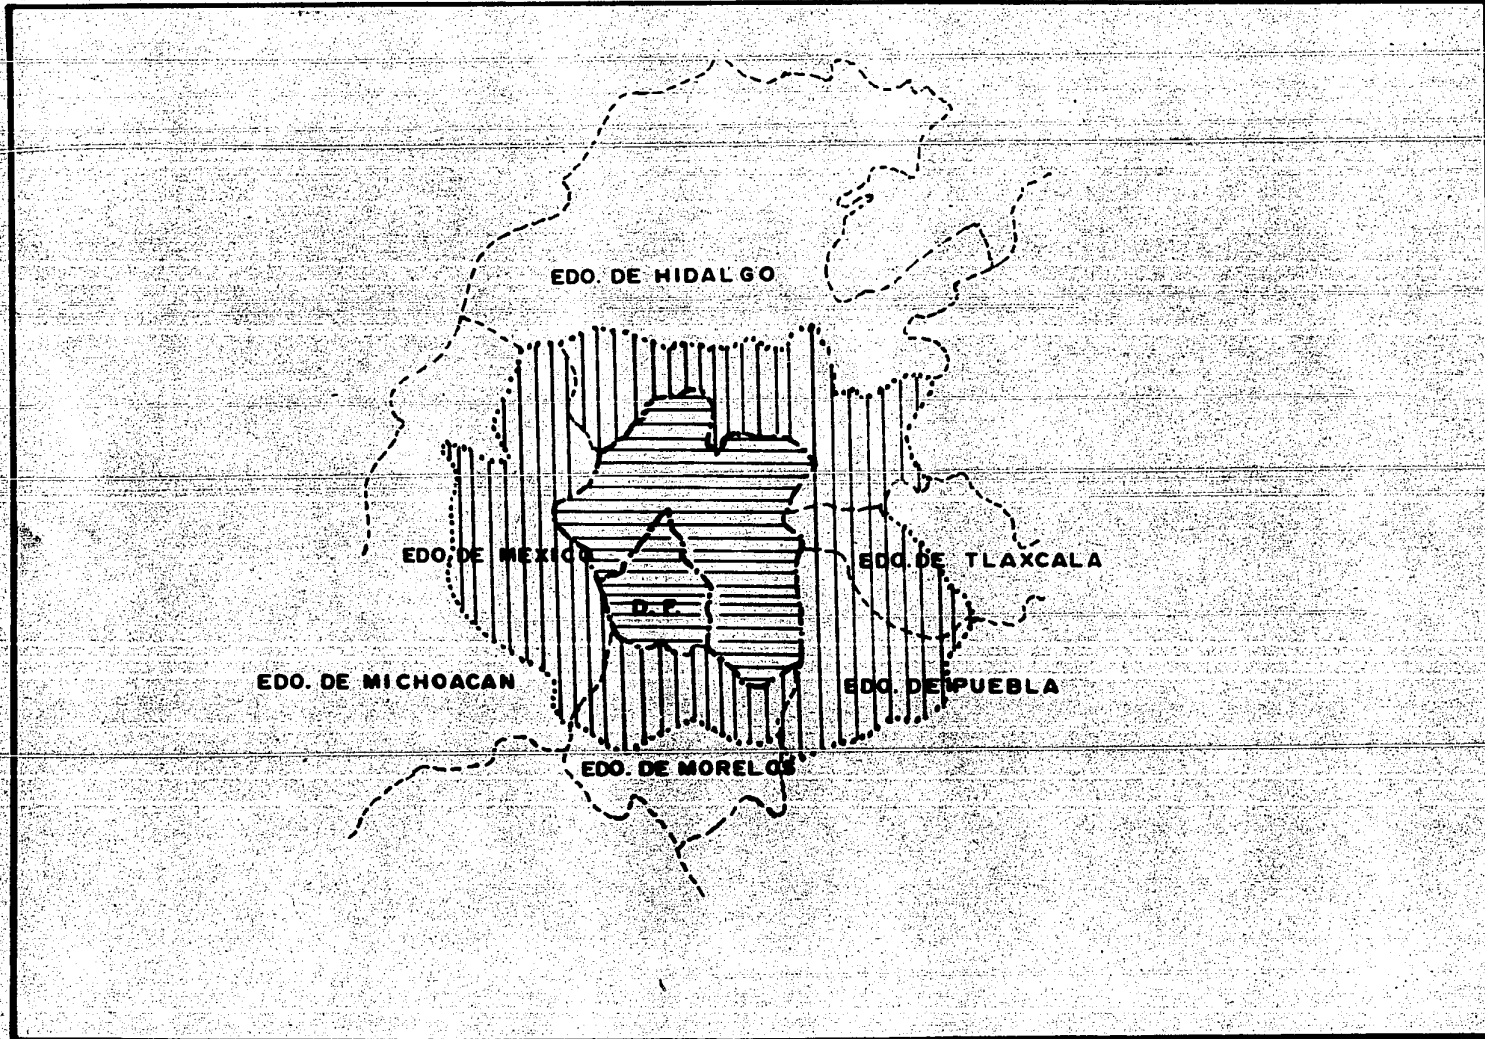 EDO. DE HIDALGO
EDO. DE MEXICO
EDO. DE TLAXCALA
D. F.
EDO. DE MICHOACAN
EDO. DE PUEBLA
EDO. DE MORELOS